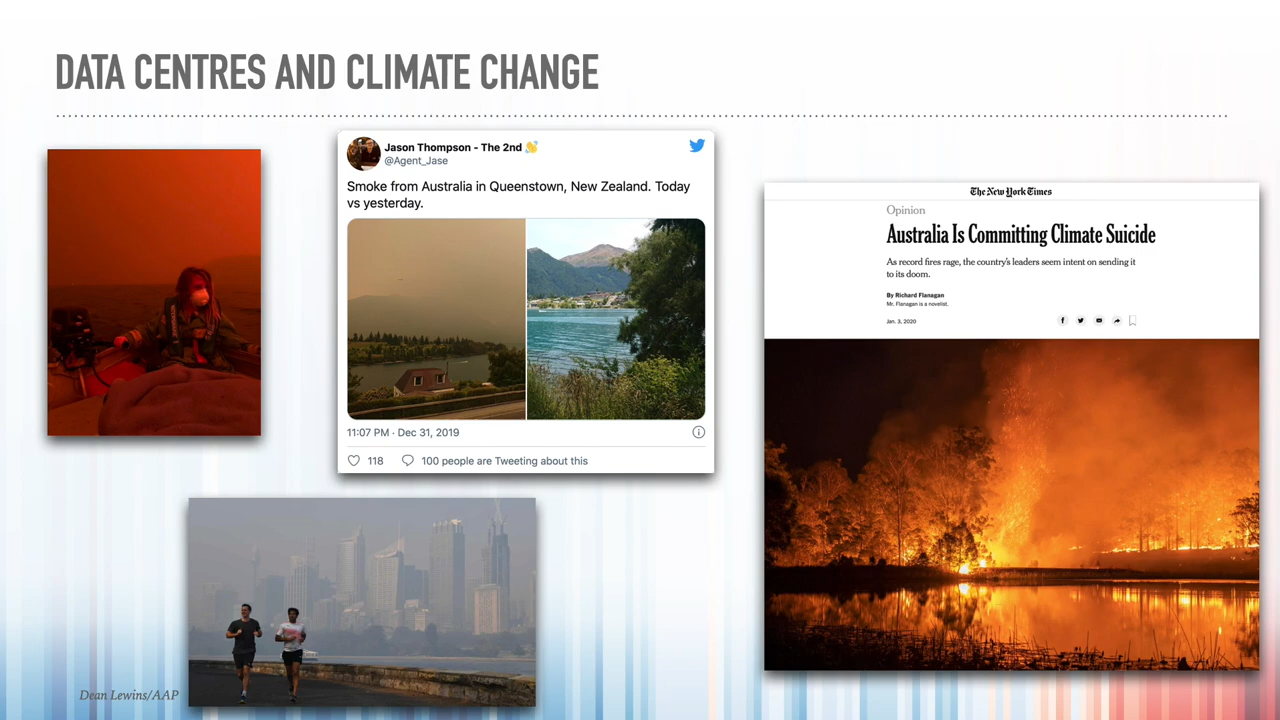 DATA CENTRES AND CLIMATE CHANGE
Jason Thompson - The 2nd 👋
@Agent_Jase
Smoke from Australia in Queenstown, New Zealand. Today
vs yesterday.
11:07 PM · Dec 31, 2019
118
100 people are Tweeting about this
The New York Times
Opinion
Australia Is Committing Climate Suicide
As record fires rage, the country's leaders seem intent on sending it
to its doom.
By Richard Flanagan
Mr. Flanagan is a novelist.
Jan. 3, 2020
Dean Lewins/AAP